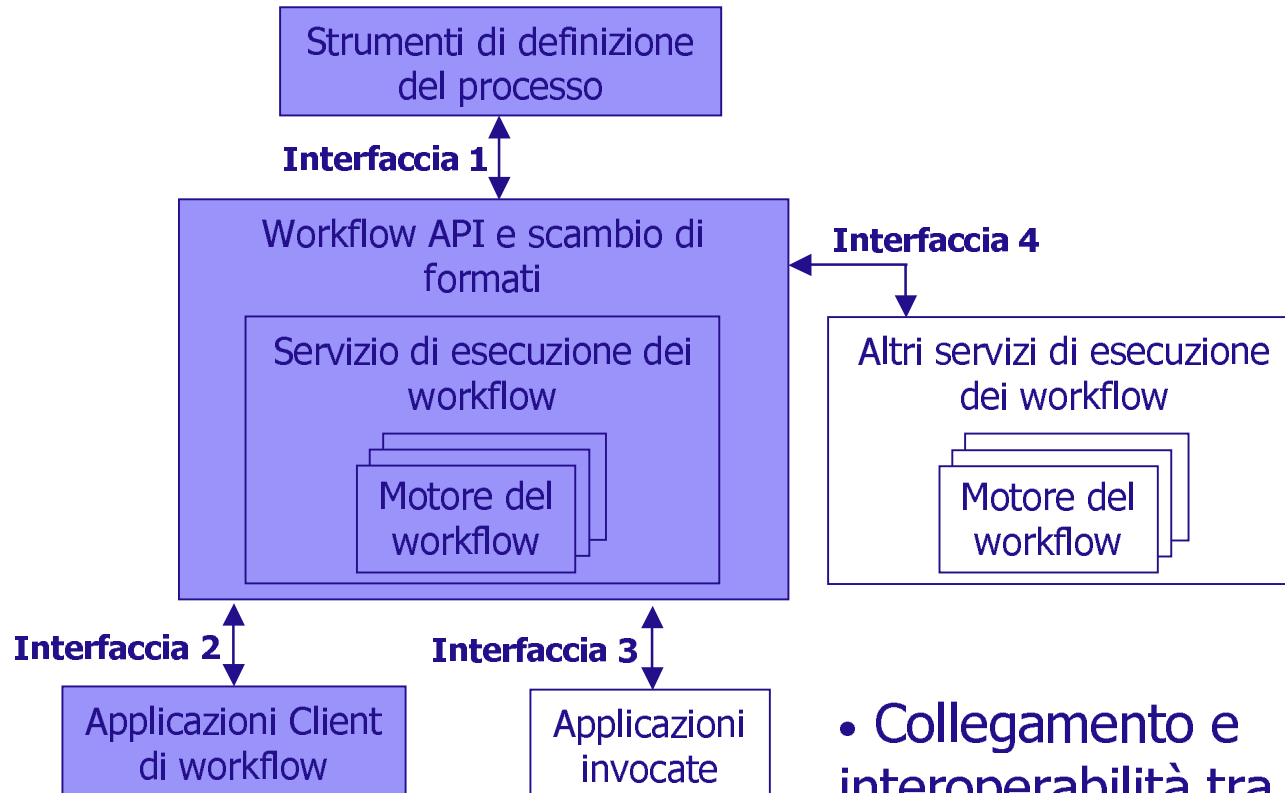 Strumenti di definizione
del processo
Interfaccia 1
Workflow API e scambio di
formati
Interfaccia 4
Servizio di esecuzione dei
workflow
Motore del
workflow
Altri servizi di esecuzione
dei workflow
Motore del
workflow
Interfaccia 2
Interfaccia 3
Applicazioni Client
di workflow
Applicazioni
invocate
• Collegamento e
interoperabilità tra